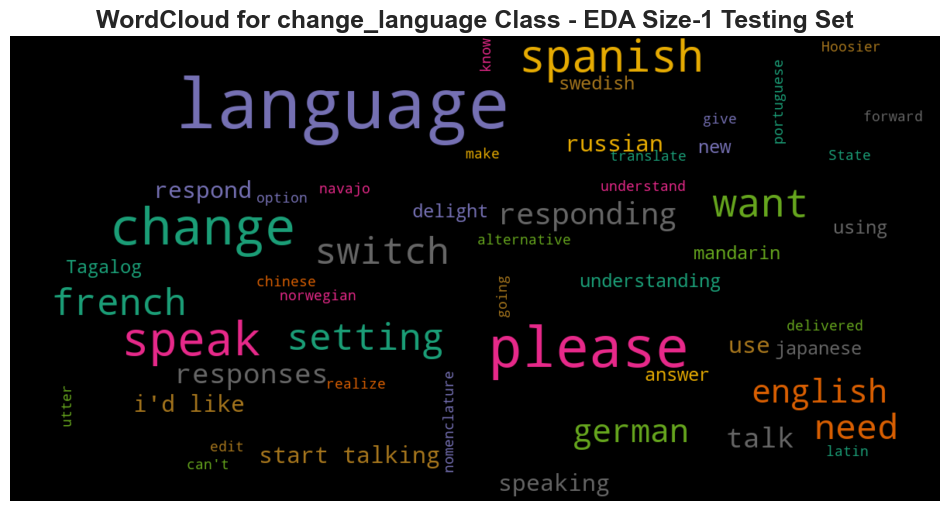 WordCloud for change_language Class - EDA Size-1 Testing Set
know
spanish
Hoosier
language
swedish
portuguese
give
forward
make
russian
translate
new
State
respond
option
navajo
understand
delight
responding
want
change
switch
alternative
using
mandarin
Tagalog
chinese
norwegian
going
understanding
french
speak
setting
please
delivered
use
japanese
responses
realize
answer
utter
i'd like
nomenclature
english
german
talk
need
edit
can't
start talking
latin
speaking